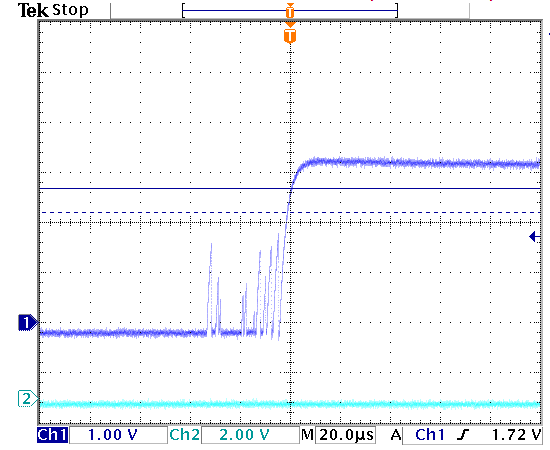 Tek Stop
T
T
1
2
Ch1 1.00 V Ch2 2.00 V M 20.0µs A Ch1 1.72 V